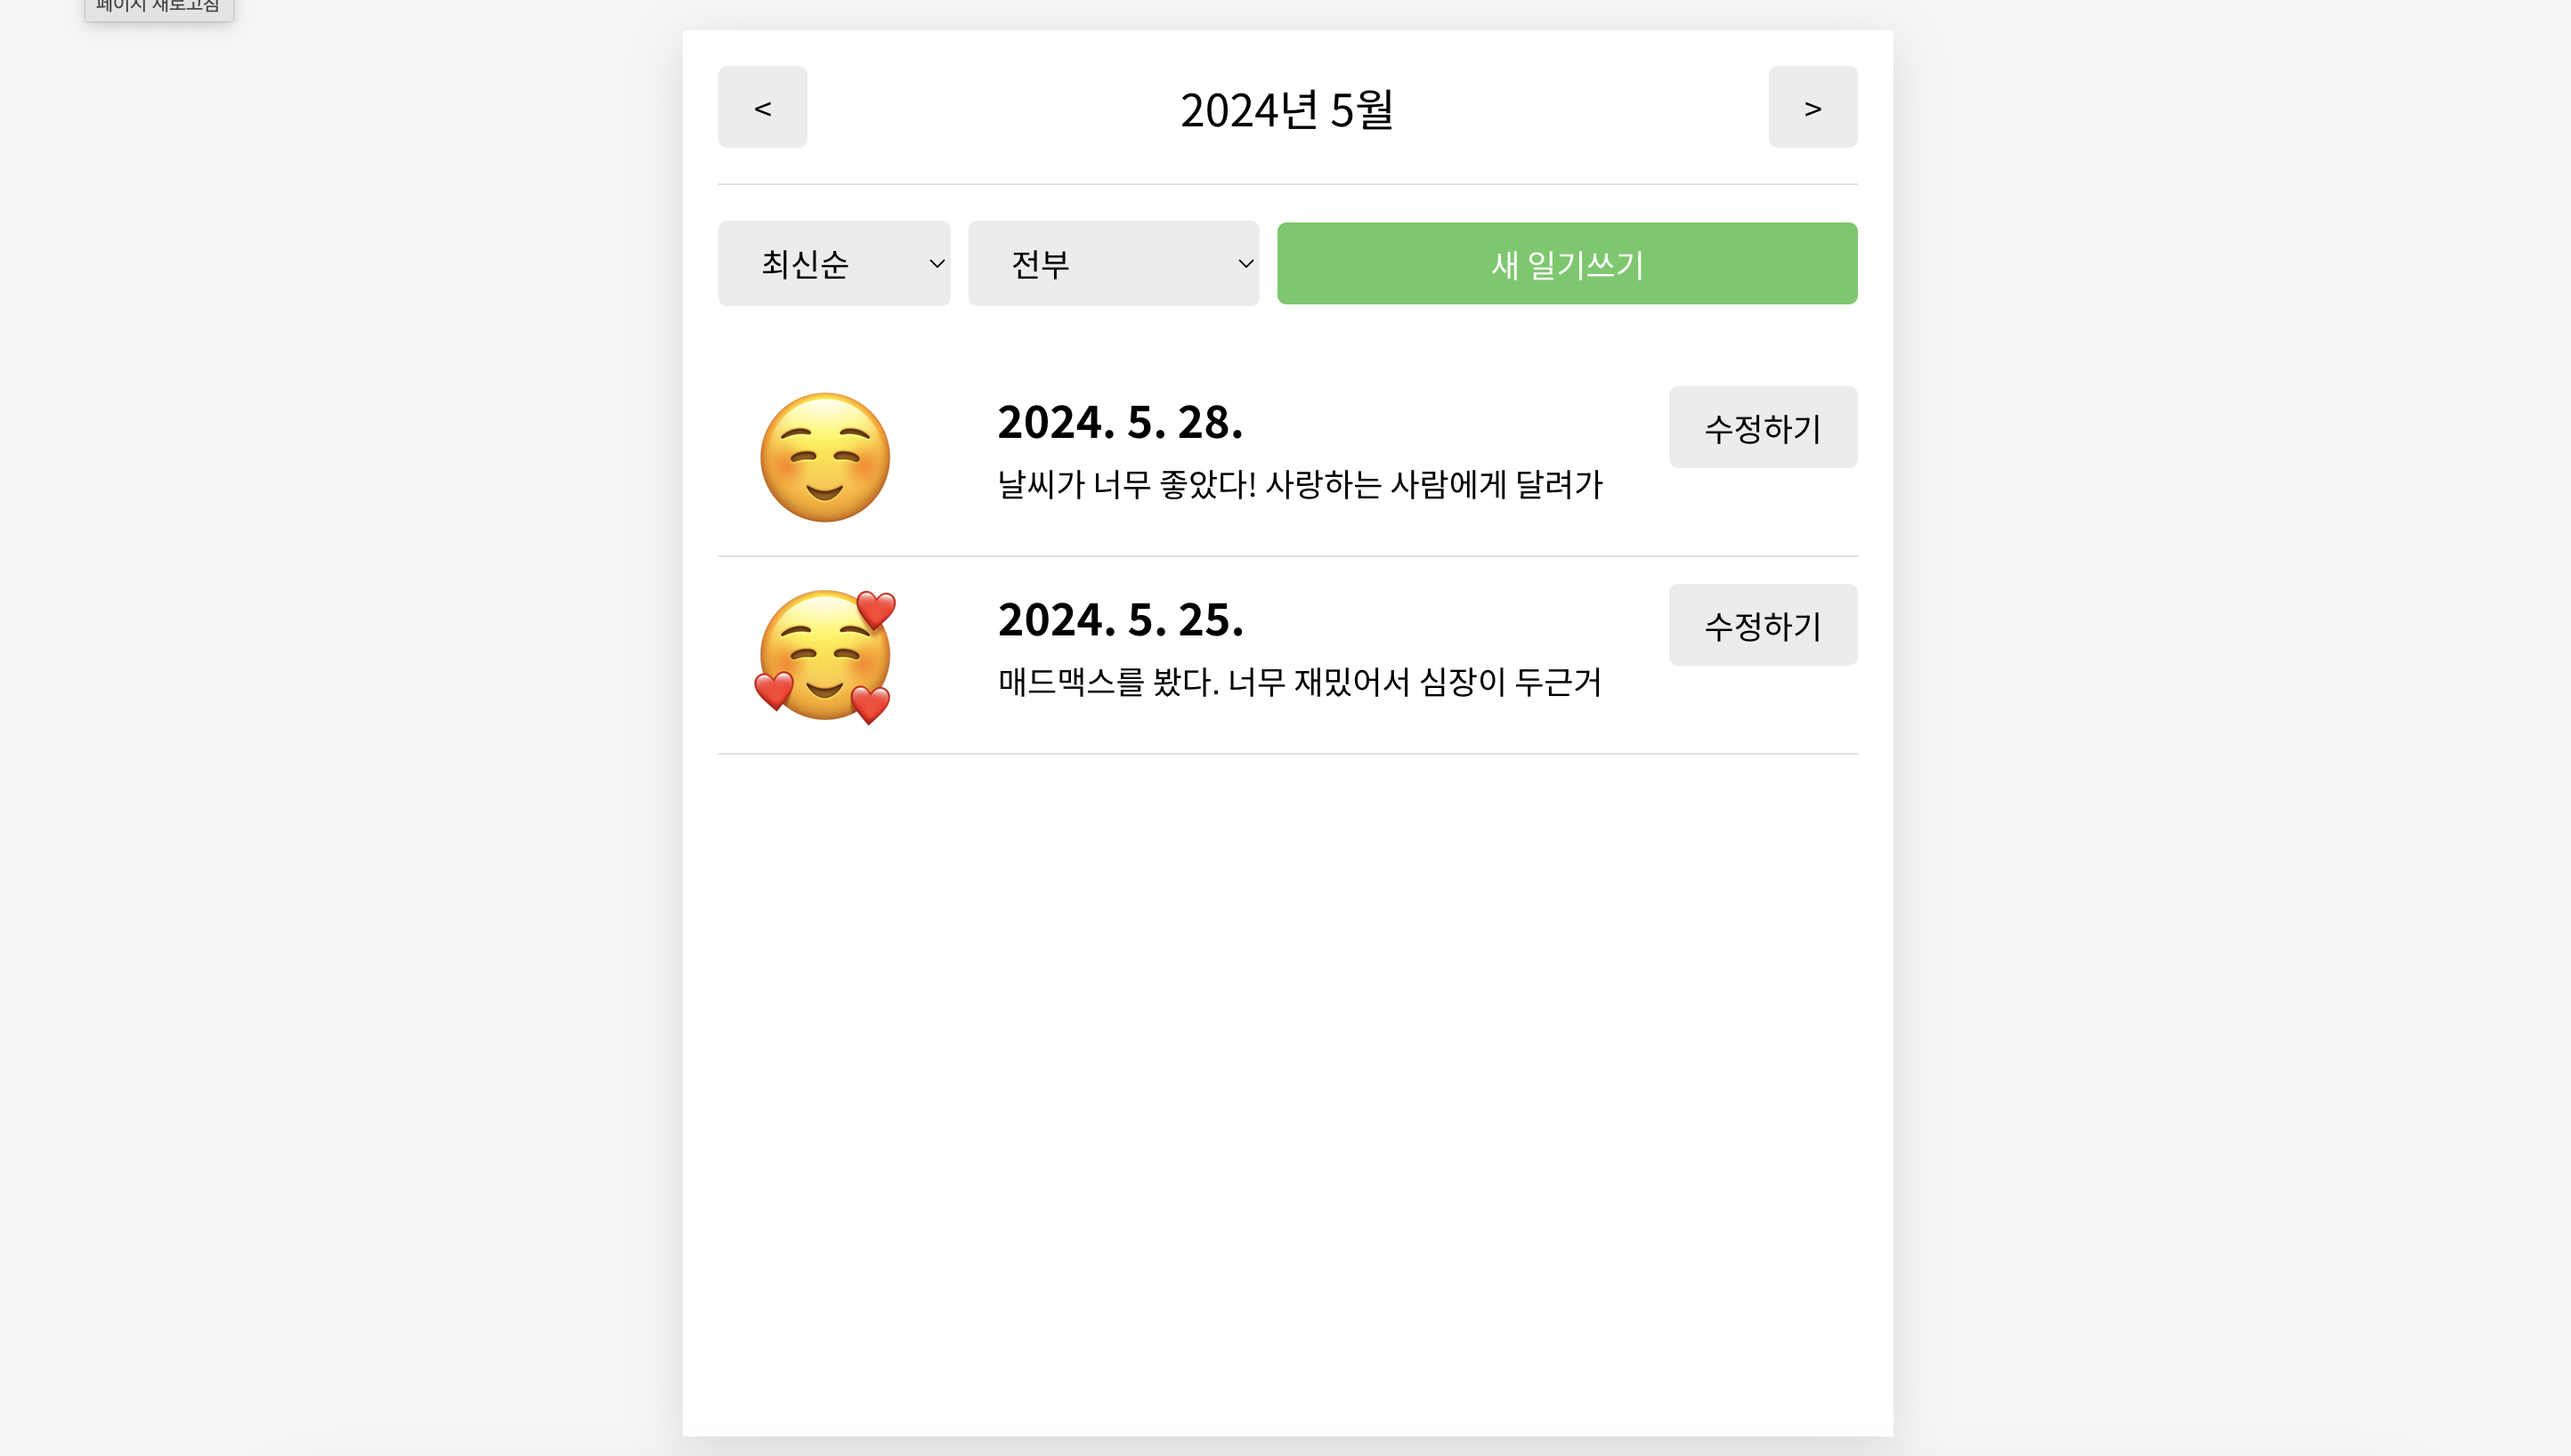 페이지 새로고침
< 2024년 5월 >
최신순 전부 새 일기쓰기
2024. 5. 28. 수정하기
날씨가 너무 좋았다! 사랑하는 사람에게 달려가
2024. 5. 25. 수정하기
매드맥스를 봤다. 너무 재밌어서 심장이 두근거